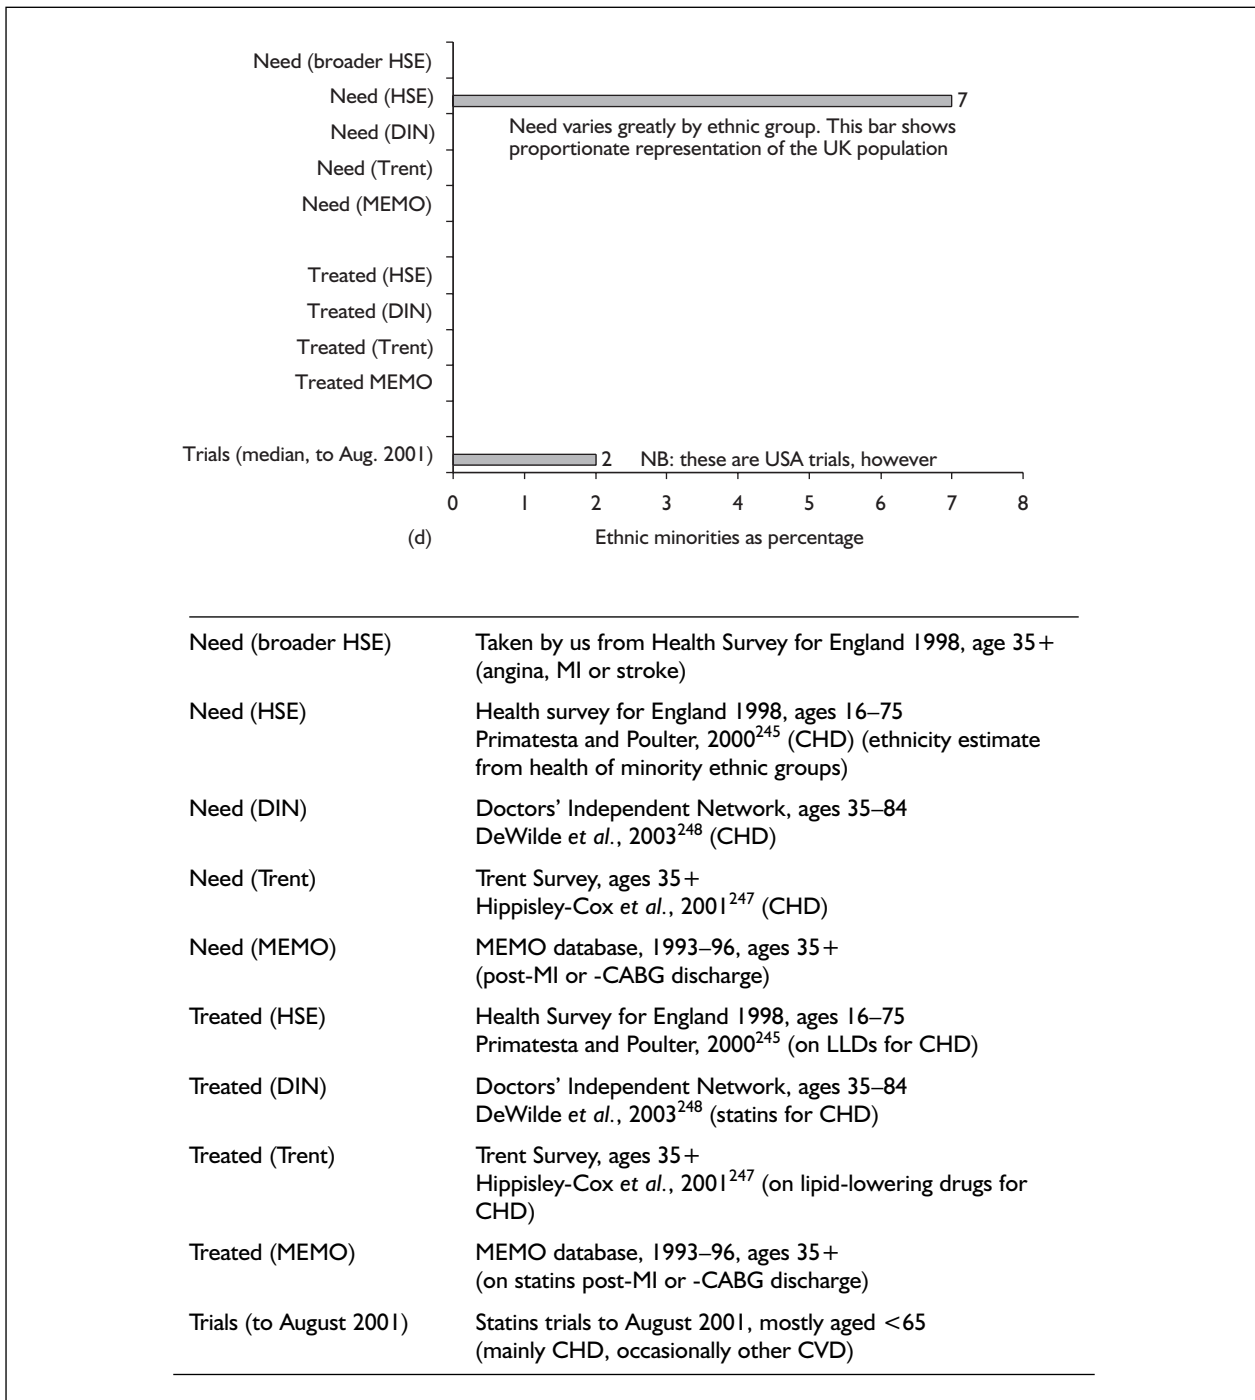 Need (broader HSE)
Need (HSE)
7
Need (DIN)
Need varies greatly by ethnic group. This bar shows
proportionate representation of the UK population
Need (Trent)
Need (MEMO)
Treated (HSE)
Treated (DIN)
Treated (Trent)
Treated MEMO
Trials (median, to Aug. 2001)
2 NB: these are USA trials, however
0 1 2 3 4 5 6 7 8
(d) Ethnic minorities as percentage
Need (broader HSE) Taken by us from Health Survey for England 1998, age 35+
(angina, MI or stroke)
Need (HSE) Health survey for England 1998, ages 16–75
Primatesta and Poulter, 2000245 (CHD) (ethnicity estimate
from health of minority ethnic groups)
Need (DIN) Doctors' Independent Network, ages 35–84
DeWilde et al., 2003248 (CHD)
Need (Trent) Trent Survey, ages 35+
Hippisley-Cox et al., 2001247 (CHD)
Need (MEMO) MEMO database, 1993–96, ages 35+
(post-MI or -CABG discharge)
Treated (HSE) Health Survey for England 1998, ages 16–75
Primatesta and Poulter, 2000245 (on LLDs for CHD)
Treated (DIN) Doctors' Independent Network, ages 35–84
DeWilde et al., 2003248 (statins for CHD)
Treated (Trent) Trent Survey, ages 35+
Hippisley-Cox et al., 2001247 (on lipid-lowering drugs for
CHD)
Treated (MEMO) MEMO database, 1993–96, ages 35+
(on statins post-MI or -CABG discharge)
Trials (to August 2001) Statins trials to August 2001, mostly aged <65
(mainly CHD, occasionally other CVD)